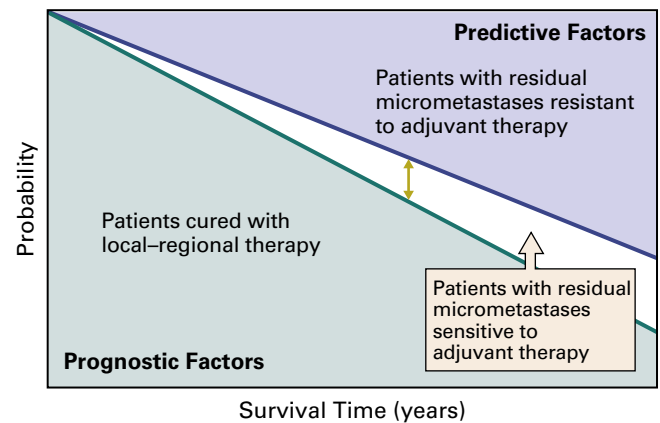 Predictive Factors
Patients with residual
micrometastases resistant
to adjuvant therapy
Probability
Patients cured with
local–regional therapy
Patients with residual
micrometastases
sensitive to
adjuvant therapy
Prognostic Factors
Survival Time (years)